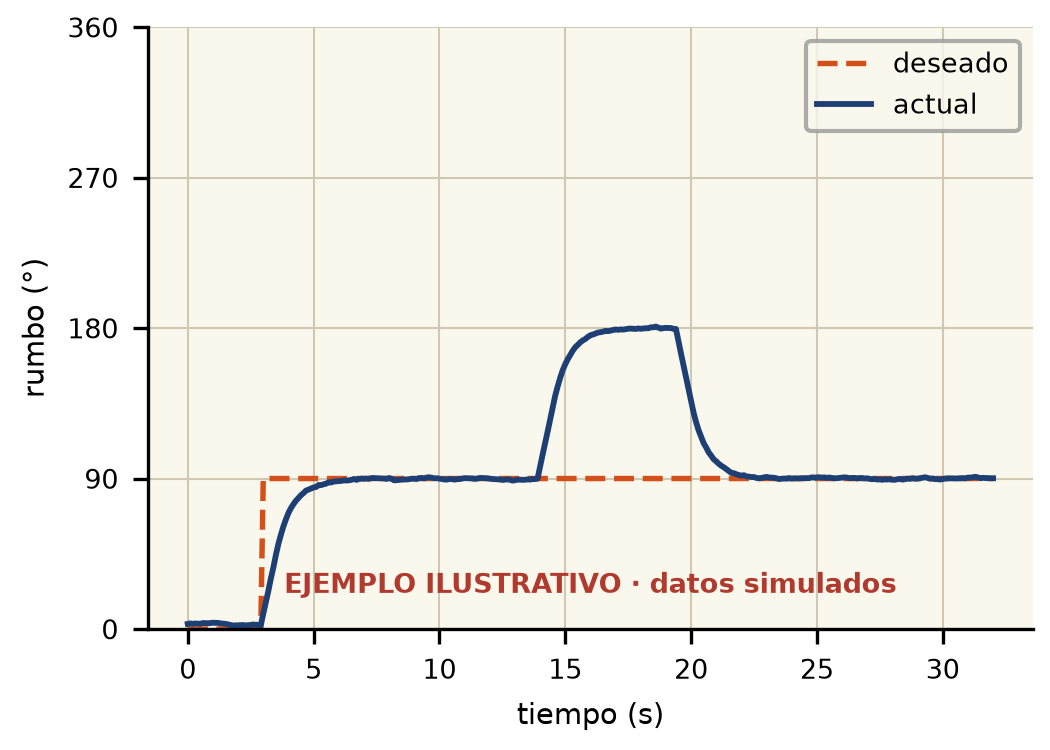 360
270
180
90
0
rumbo (°)
deseado
actual
EJEMPLO ILUSTRATIVO · datos simulados
0 5 10 15 20 25 30
tiempo (s)